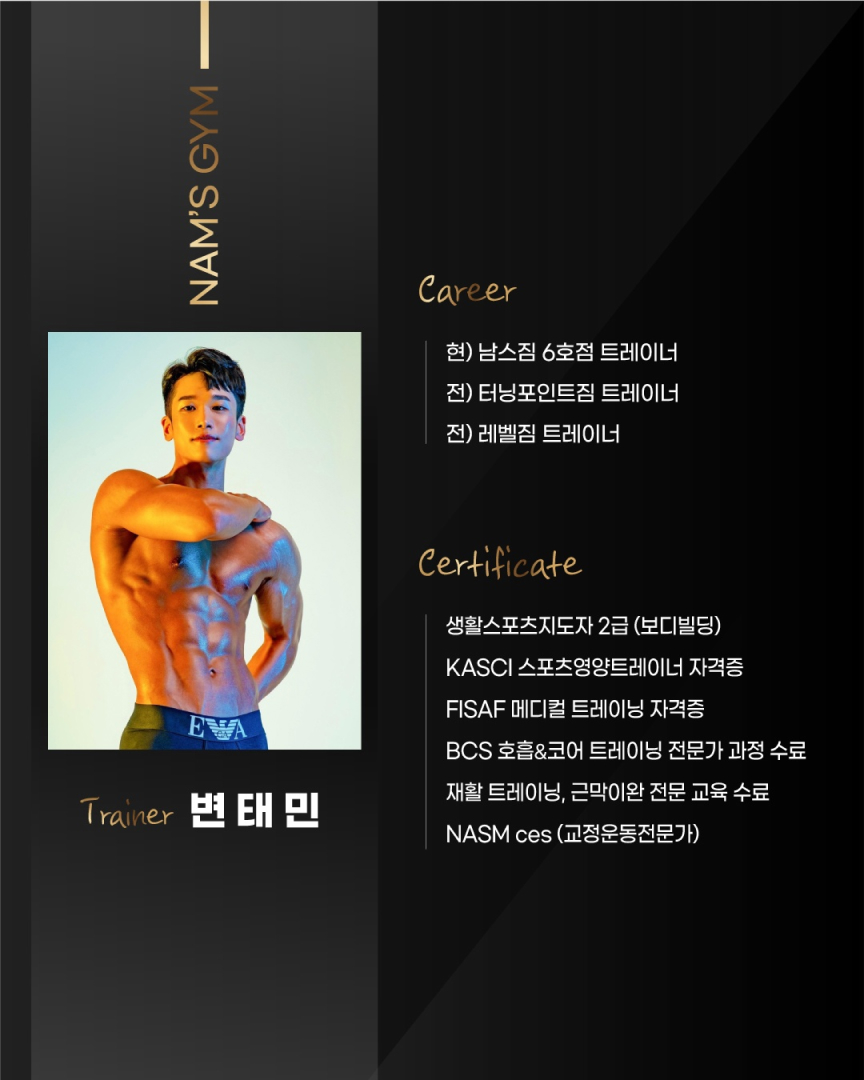 NAM'S GYM
Career
현) 남스짐 6호점 트레이너
전) 터닝포인트짐 트레이너
전) 레벨짐 트레이너
Certificate
생활스포츠지도자 2급 (보디빌딩)
KASCI 스포츠영양트레이너 자격증
FISAF 메디컬 트레이닝 자격증
BCS 호흡&코어 트레이닝 전문가 과정 수료
재활 트레이닝, 근막이완 전문 교육 수료
NASM ces (교정운동전문가)
E A
Trainer 변태민